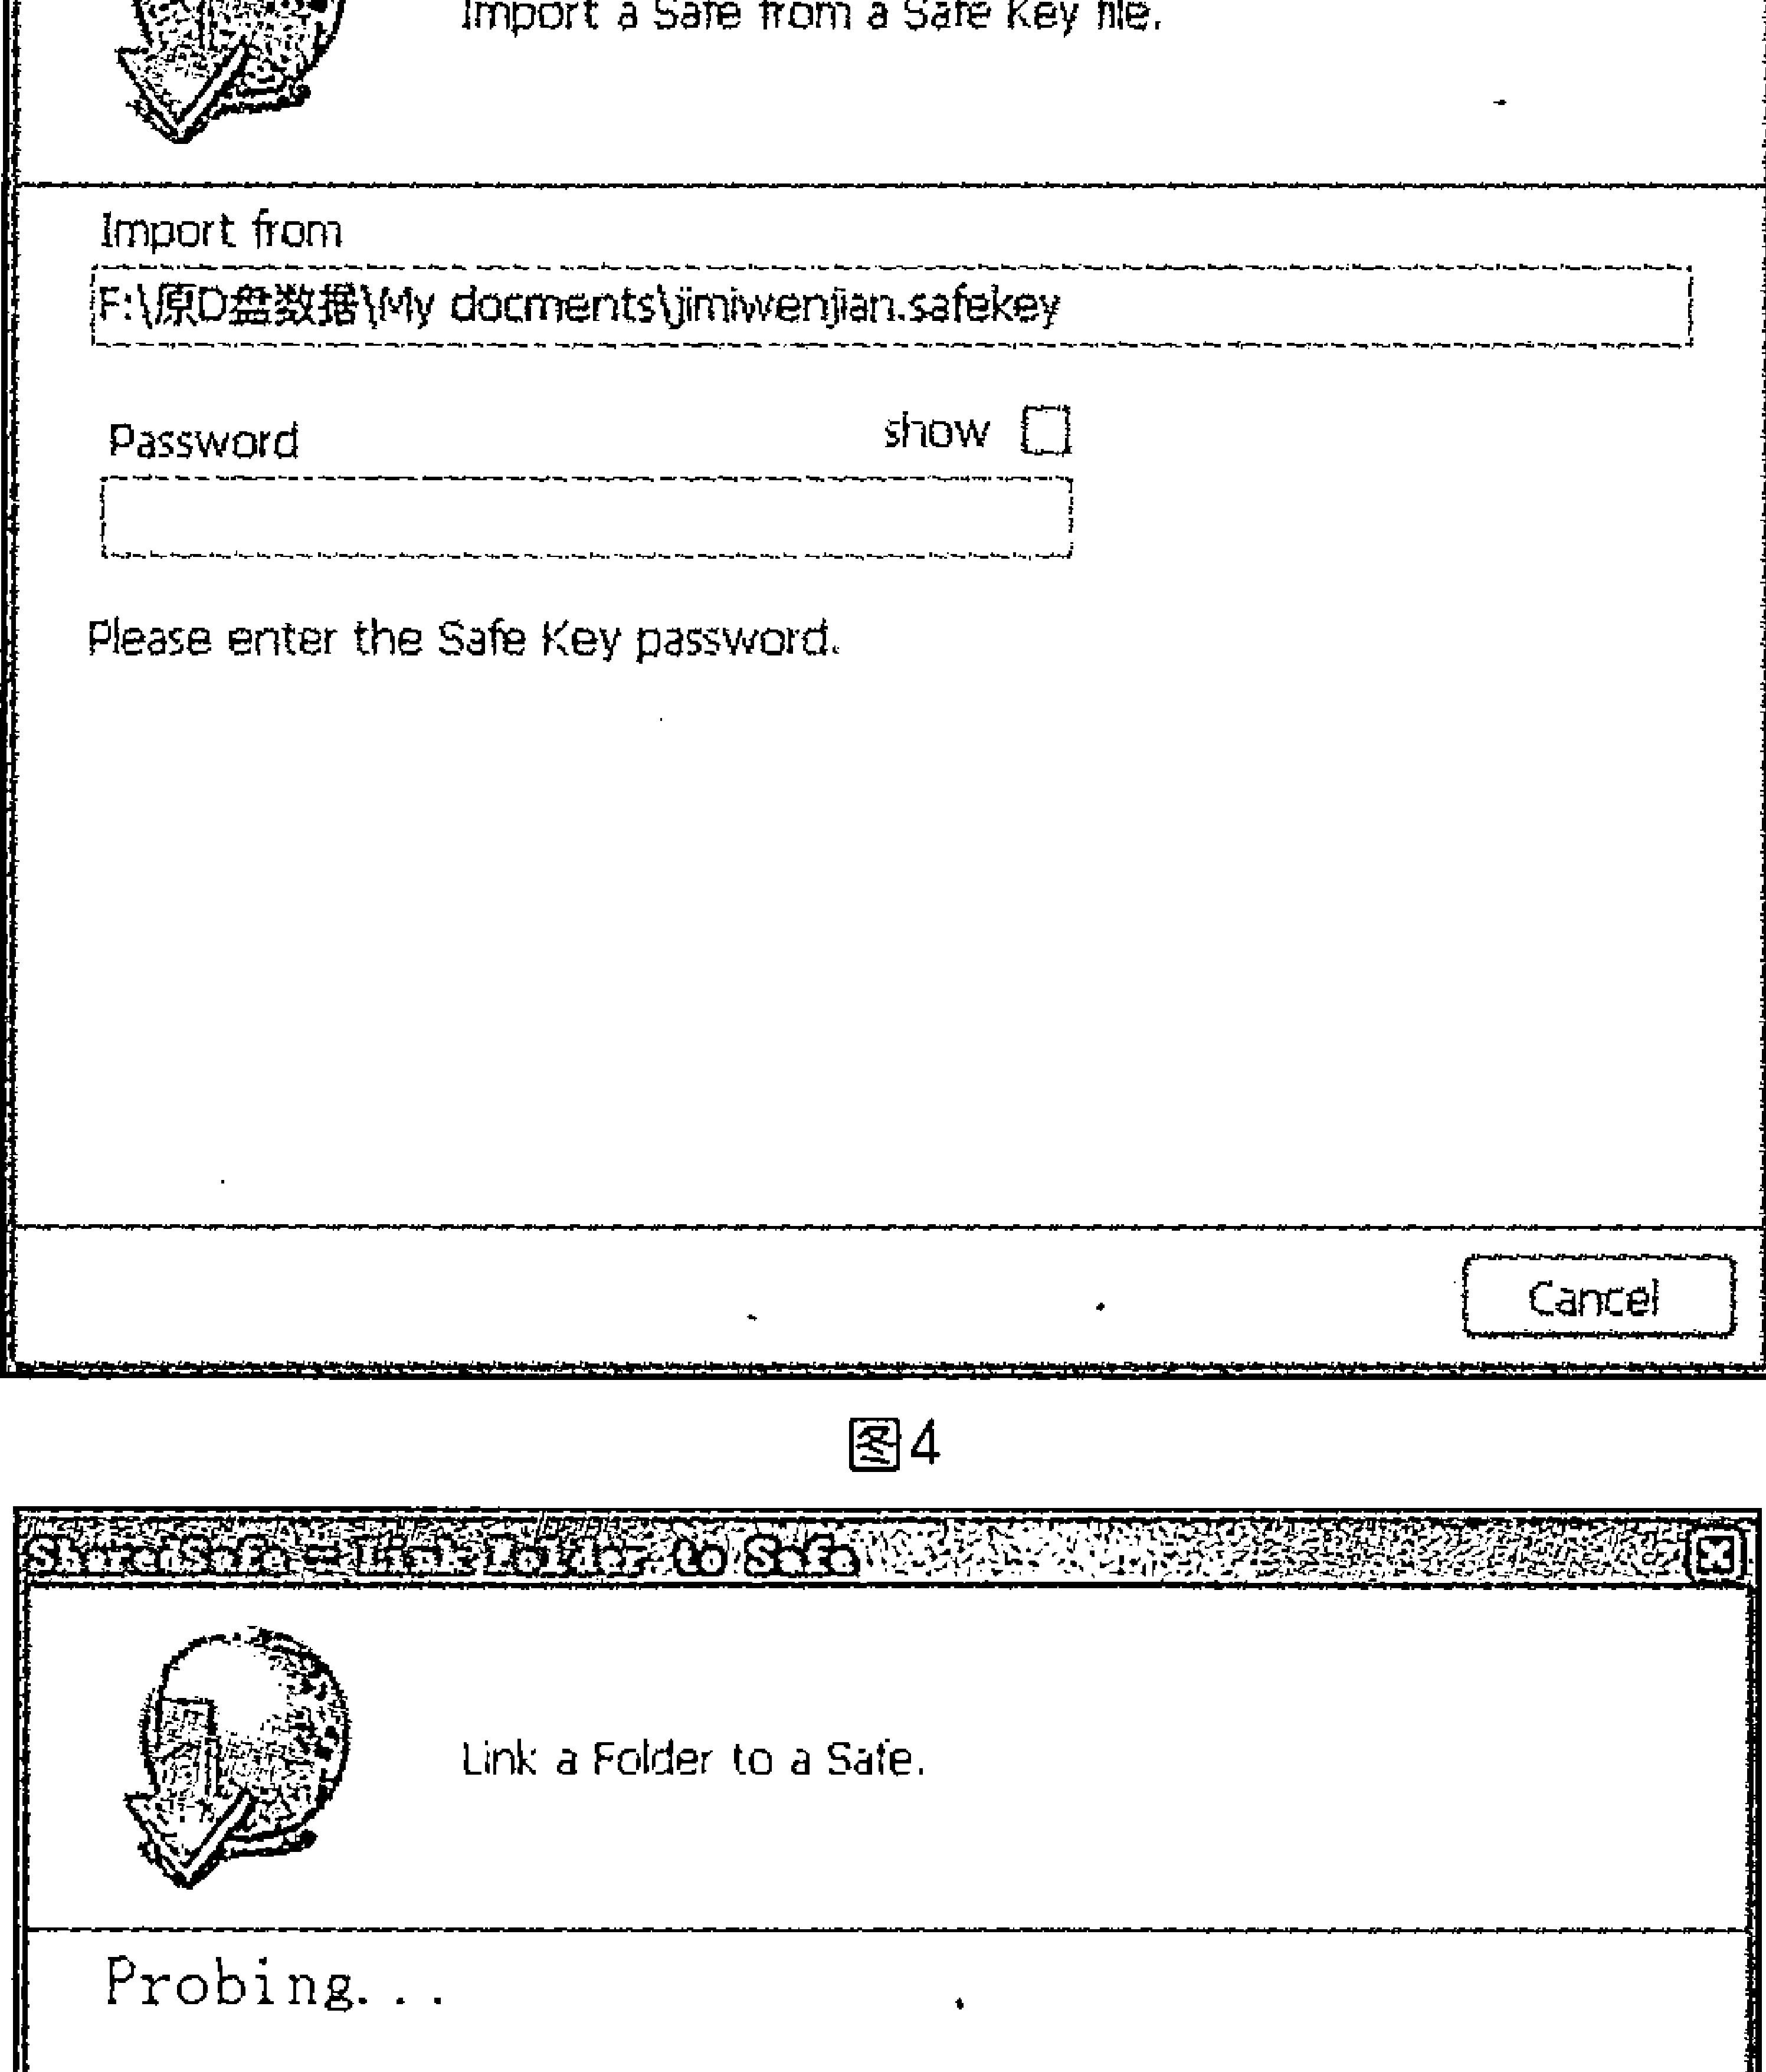 Import a Safe from a Safe Key file.
Import from
F:\原D盘数据\My docments\jimiwenjian.safekey
Password
show
Please enter the Safe Key password.
Cancel
图4
SharedSafe - Link Folder to Safe
Link a Folder to a Safe.
Probing...